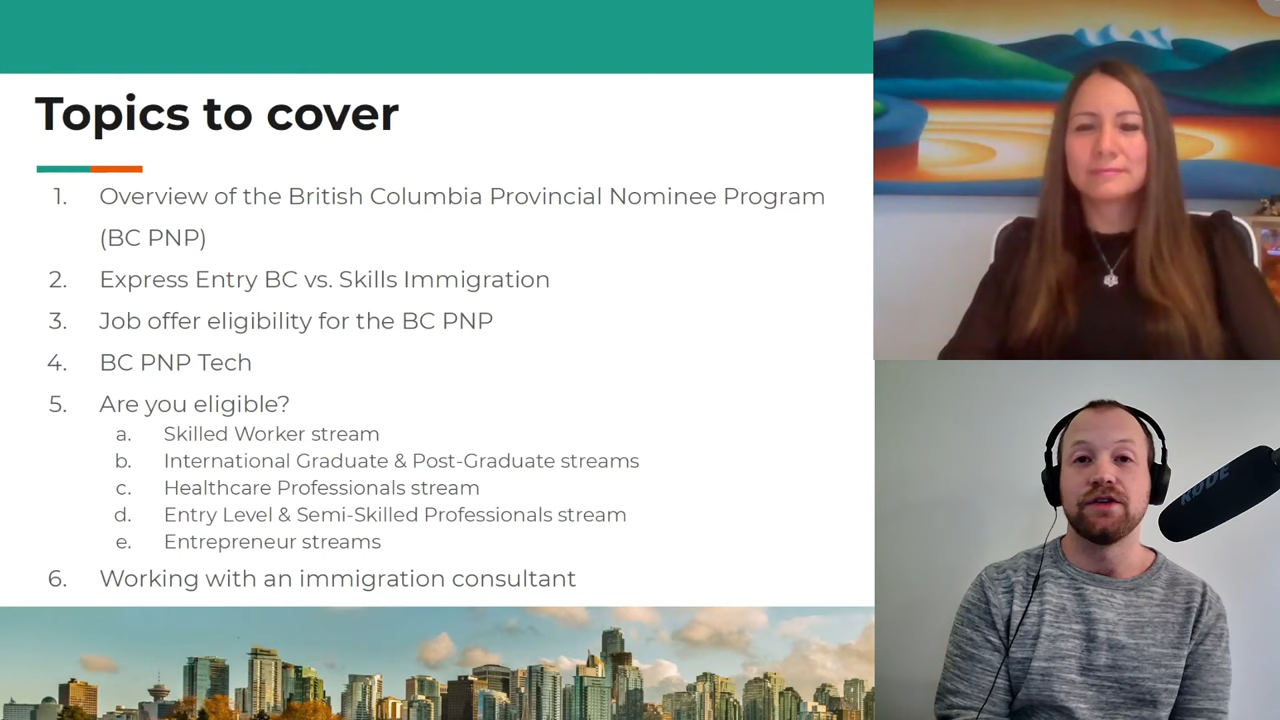 Topics to cover
1. Overview of the British Columbia Provincial Nominee Program
(BC PNP)
2. Express Entry BC vs. Skills Immigration
3. Job offer eligibility for the BC PNP
4. BC PNP Tech
5. Are you eligible?
a. Skilled Worker stream
b. International Graduate & Post-Graduate streams
c. Healthcare Professionals stream
d. Entry Level & Semi-Skilled Professionals stream
e. Entrepreneur streams
6. Working with an immigration consultant
RODE